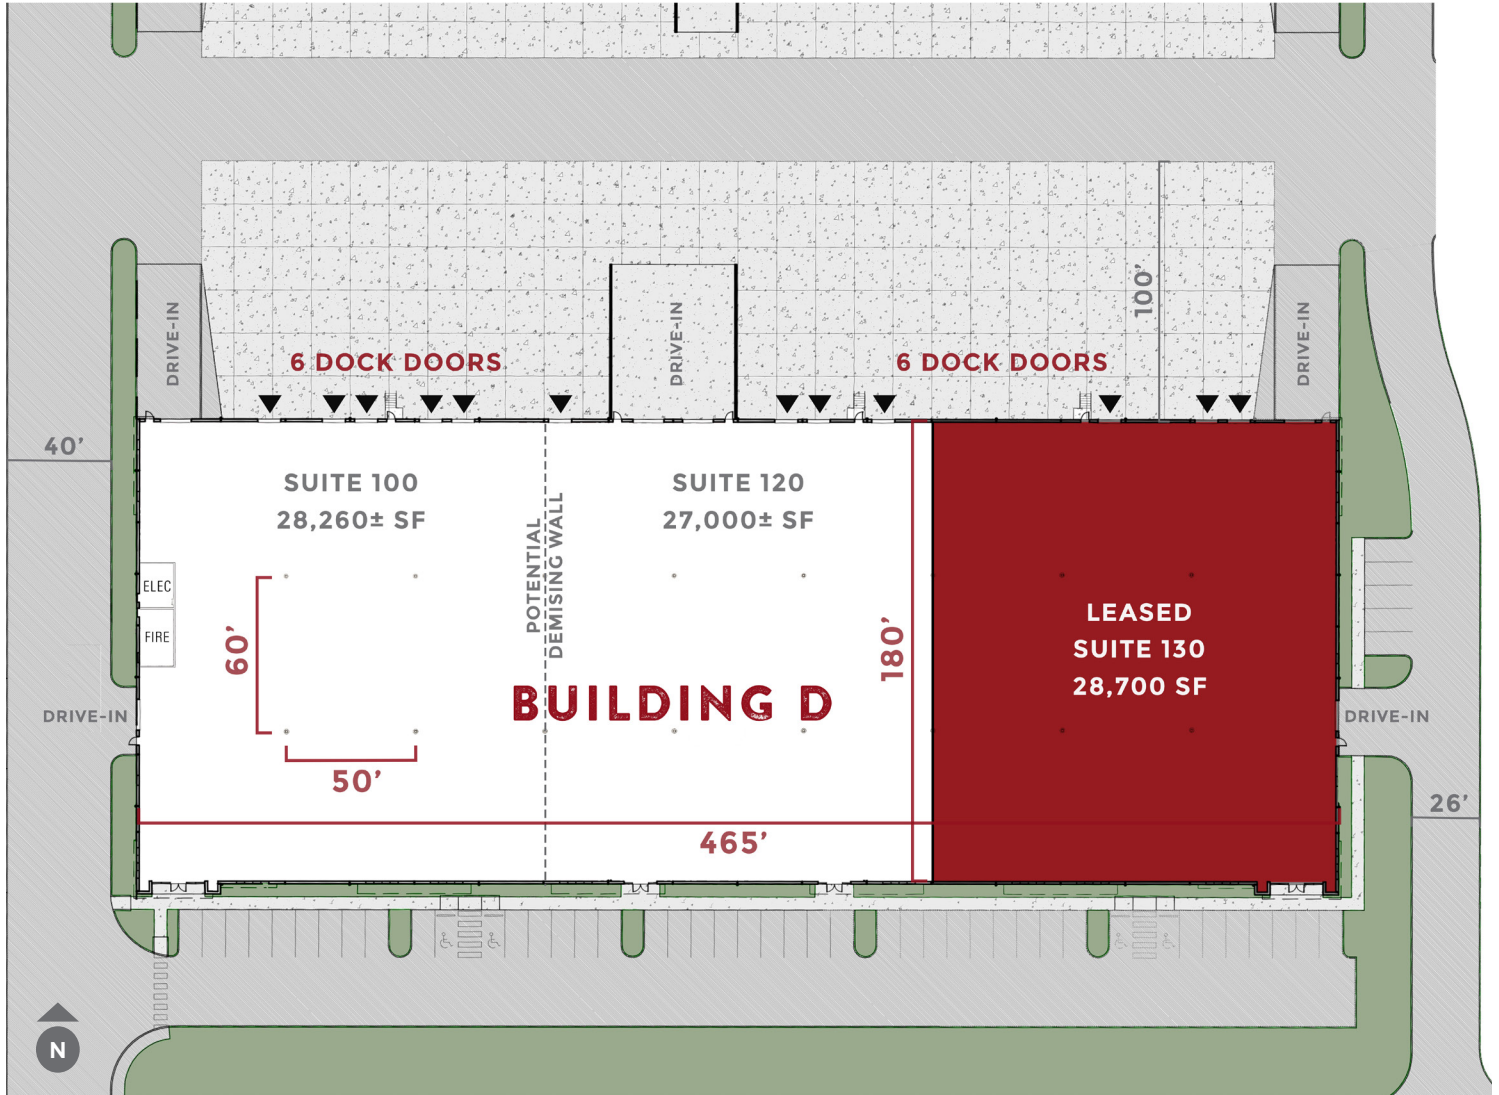 100'
DRIVE-IN
DRIVE-IN
DRIVE-IN
6 DOCK DOORS
6 DOCK DOORS
40'
SUITE 100
28,260± SF
SUITE 120
27,000± SF
POTENTIAL
DEMISING WALL
ELEC
FIRE
60'
180'
LEASED
SUITE 130
28,700 SF
BUILDING D
DRIVE-IN
DRIVE-IN
50'
465'
26'
N